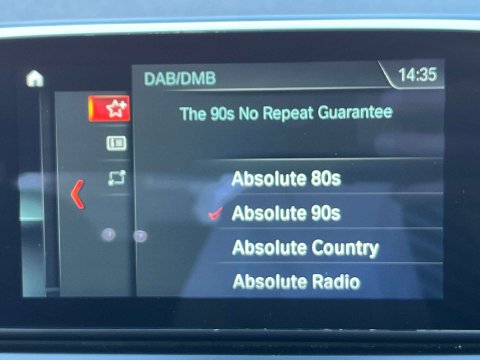 DAB/DMB
14:35
The 90s No Repeat Guarantee
Absolute 80s
Absolute 90s
Absolute Country
Absolute Radio